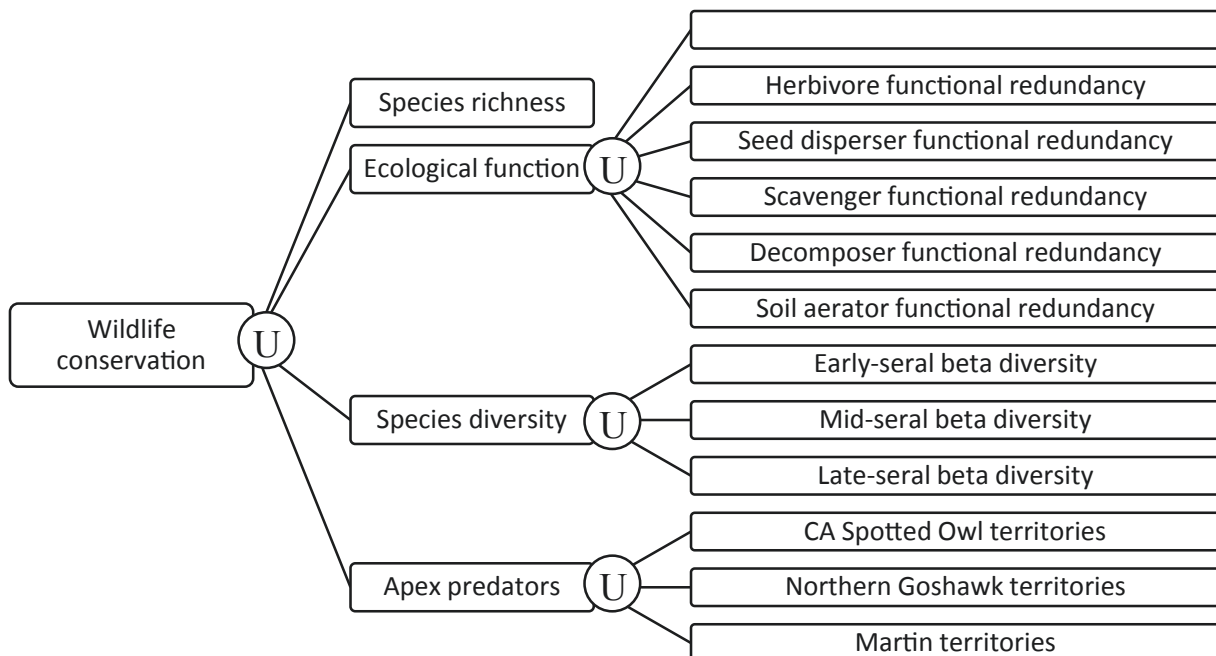 Wildlife
conservation
U
Species richness
Ecological function
U
Herbivore functional redundancy
Seed disperser functional redundancy
Scavenger functional redundancy
Decomposer functional redundancy
Soil aerator functional redundancy
Species diversity
U
Early-seral beta diversity
Mid-seral beta diversity
Late-seral beta diversity
Apex predators
U
CA Spotted Owl territories
Northern Goshawk territories
Martin territories